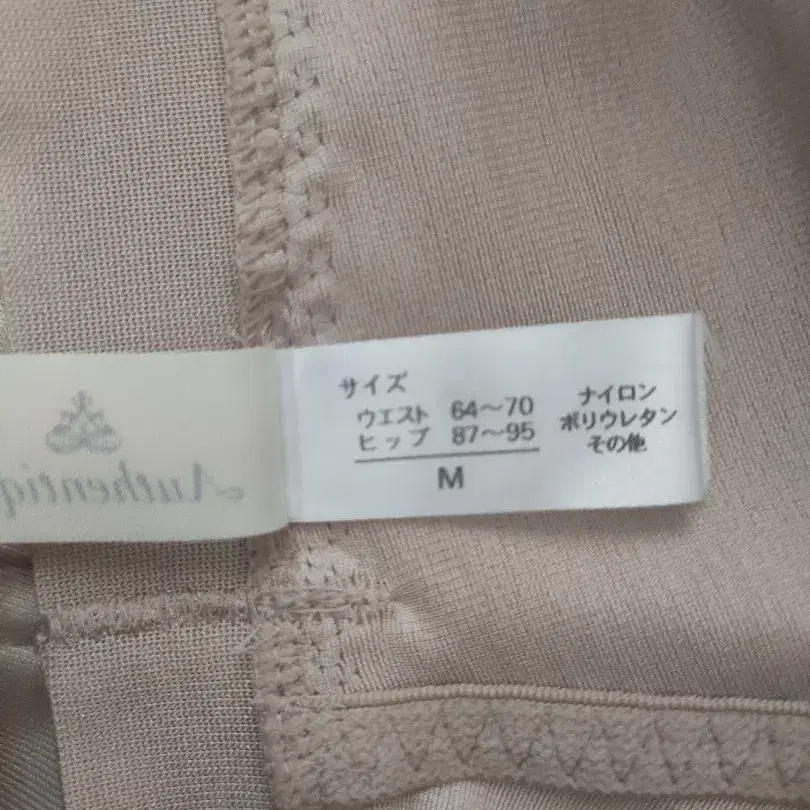 サイズ
ウエスト 64～70
ヒップ 87～95
M
ナイロン
ポリウレタン
その他
Authentiq